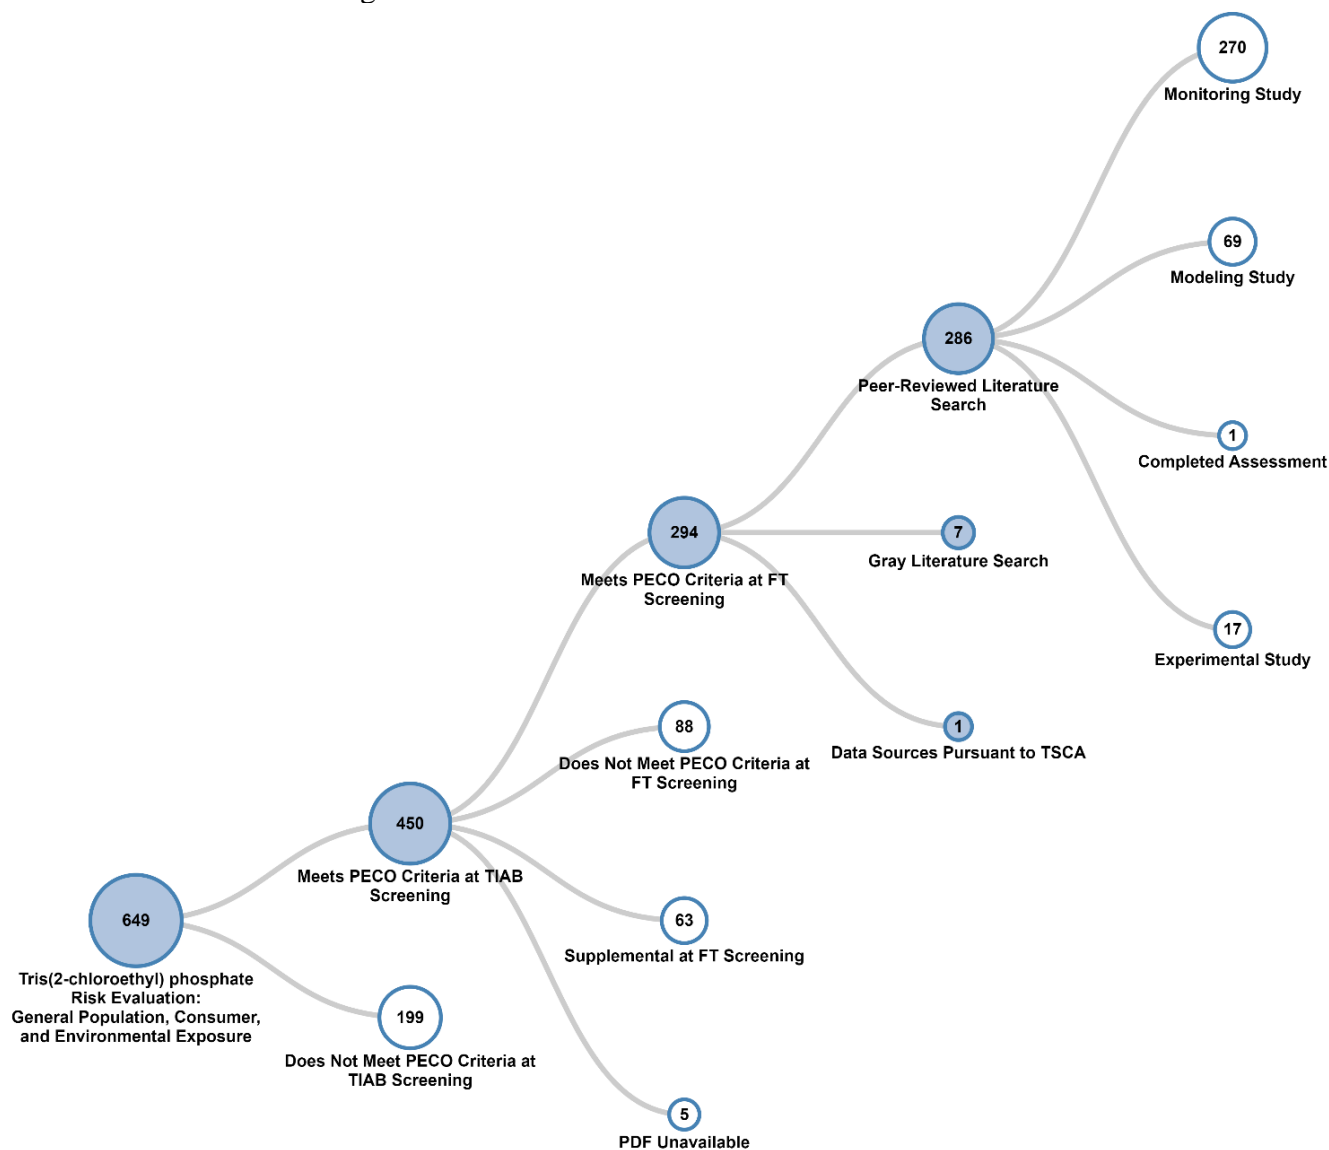 270
Monitoring Study
69
Modeling Study
286
Peer-Reviewed Literature
Search
1
Completed Assessment
294
Meets PECO Criteria at FT
Screening
7
Gray Literature Search
17
Experimental Study
88
Does Not Meet PECO Criteria at
FT Screening
1
Data Sources Pursuant to TSCA
450
Meets PECO Criteria at TIAB
Screening
649
Tris(2-chloroethyl) phosphate
Risk Evaluation:
General Population, Consumer,
and Environmental Exposure
63
Supplemental at FT Screening
199
Does Not Meet PECO Criteria at
TIAB Screening
5
PDF Unavailable